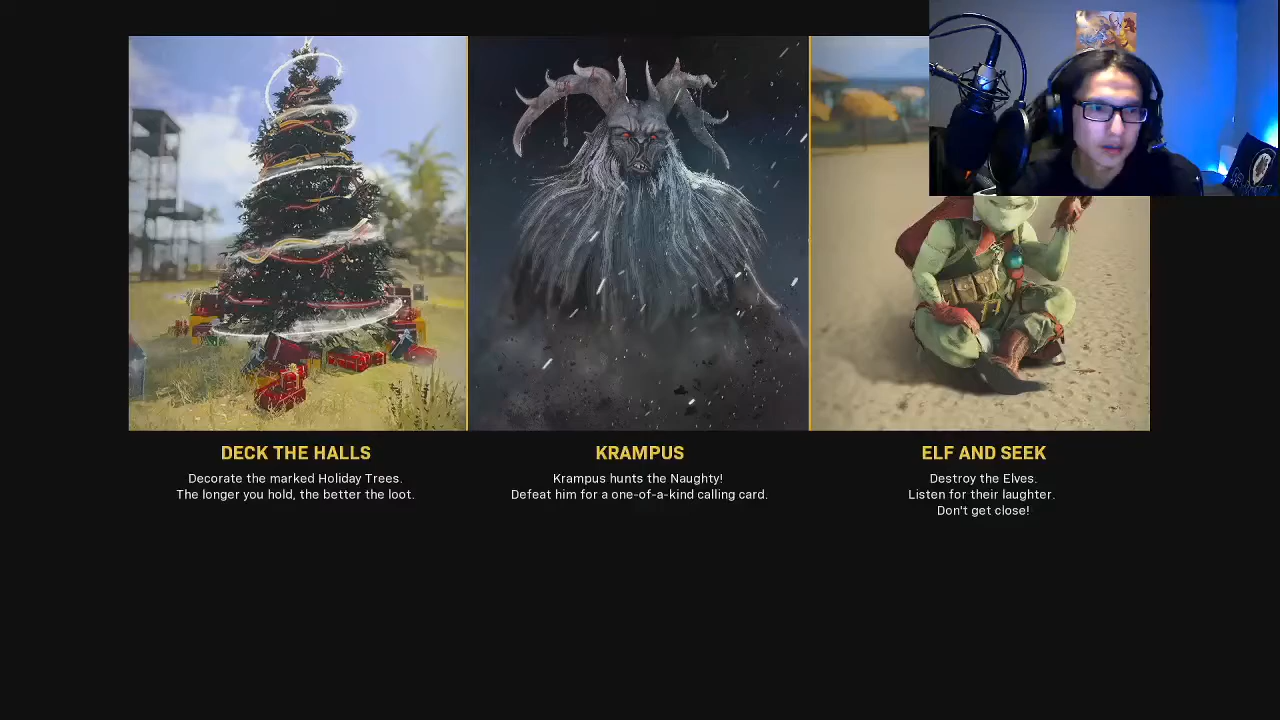 DECK THE HALLS
Decorate the marked Holiday Trees.
The longer you hold, the better the loot.
KRAMPUS
Krampus hunts the Naughty!
Defeat him for a one-of-a-kind calling card.
ELF AND SEEK
Destroy the Elves.
Listen for their laughter.
Don't get close!